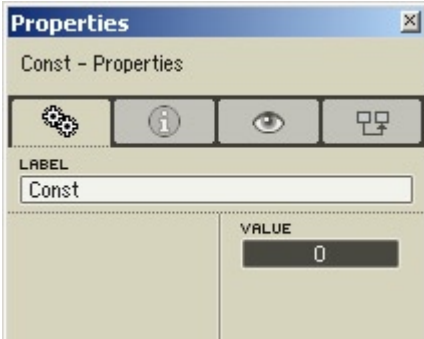 Properties
Const - Properties
LABEL
Const
VALUE
0